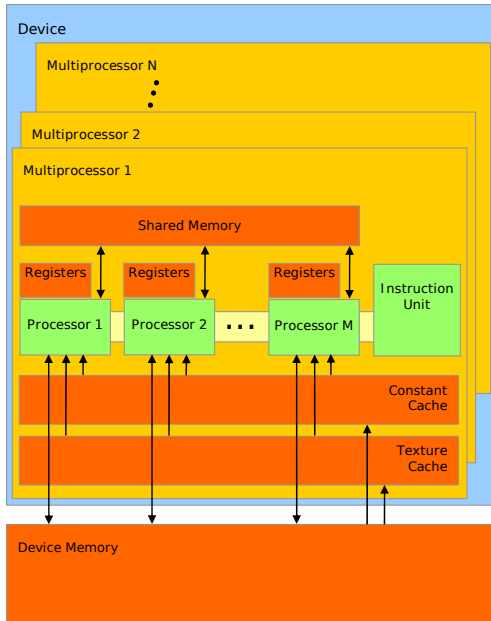 Device
Multiprocessor N
Multiprocessor 2
Multiprocessor 1
Shared Memory
Registers
Registers
Registers
Instruction
Unit
Processor 1
Processor 2
...
Processor M
Constant
Cache
Texture
Cache
Device Memory